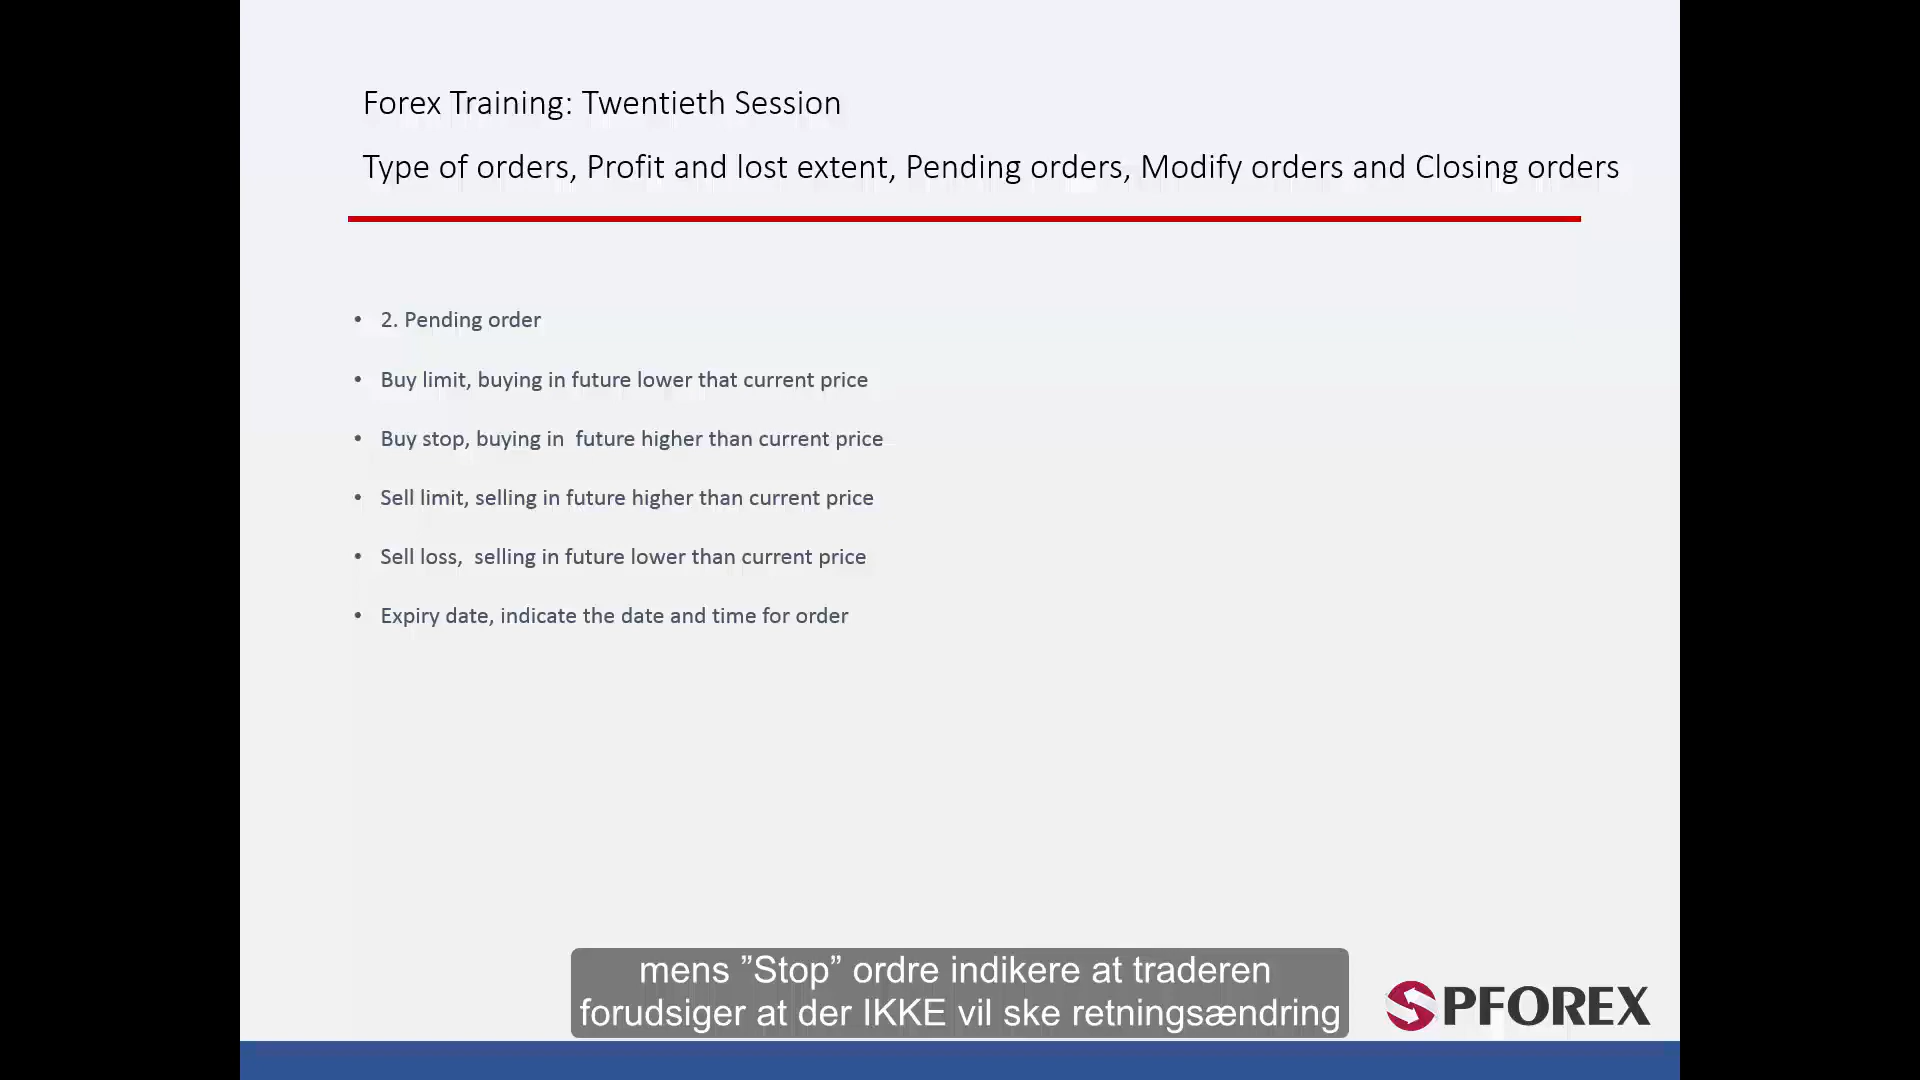 Forex Training: Twentieth Session
Type of orders, Profit and lost extent, Pending orders, Modify orders and Closing orders
• 2. Pending order
• Buy limit, buying in future lower that current price
• Buy stop, buying in future higher than current price
• Sell limit, selling in future higher than current price
• Sell loss, selling in future lower than current price
• Expiry date, indicate the date and time for order
mens ”Stop” ordre indikere at traderen
forudsiger at der IKKE vil ske retningsændring
SPFOREX